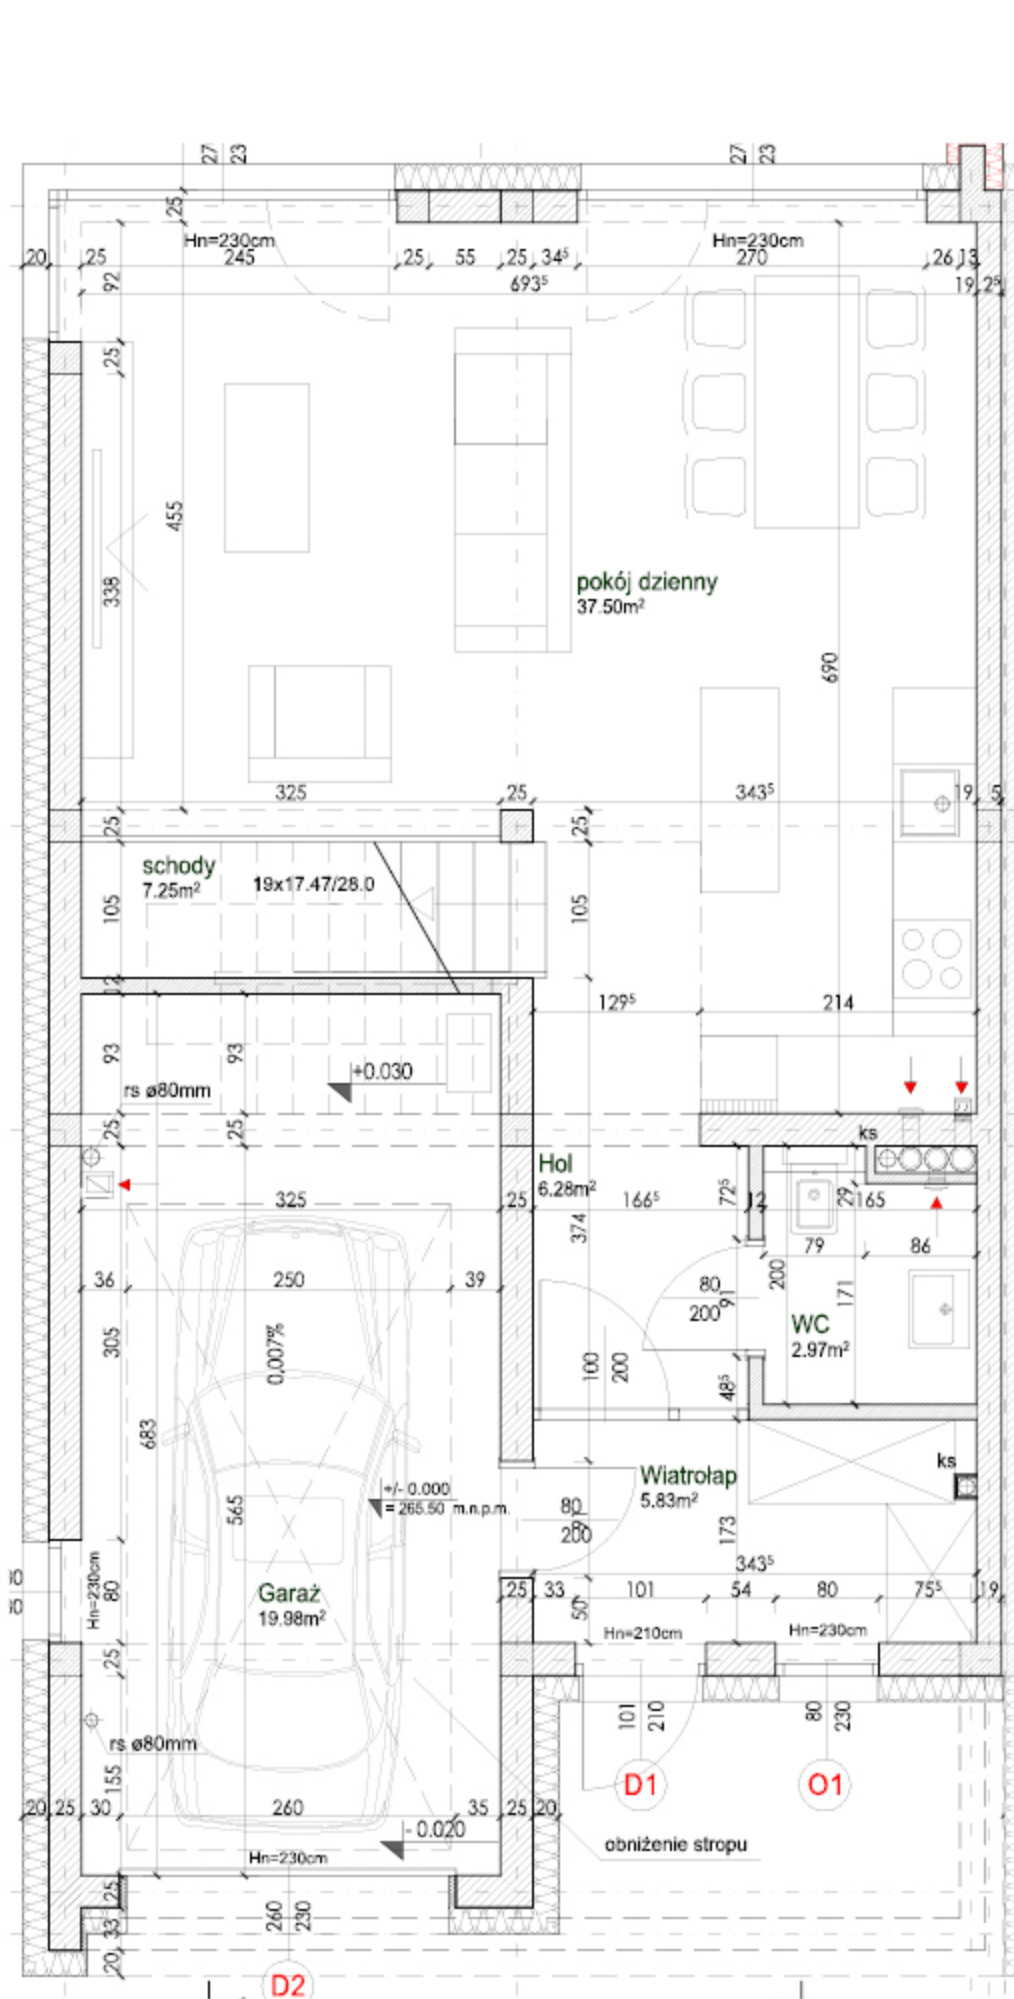 27 23
27 23
25
Hn=230cm
Hn=230cm
20 25 245 25 55 25 34⁵ 270 26 13
92
693⁵
19 25
25
455
338
pokój dzienny
37.50m²
690
325 25 343⁵ 19 5
25
25
schody
7.25m²
19x17.47/28.0
105
105
12
129⁵ 214
93
93
+0.030
rs ø80mm
25
25
ks
Hol
6.28m²
325 25 166⁵ 72⁵ 12 29 165
374
79 86
36 250 39
80
200
91
200
171
305
0,007%
WC
2.97m²
100
200
48⁵
683
ks
Wiatrołap
5.83m²
+/- 0.000
= 265.50 m.n.p.m.
565
80
200
173
343⁵
Hn=230cm
80
Garaż
19.98m²
25 33 101 54 80 75⁵ 19
50
Hn=210cm
Hn=230cm
25
101
210
80
230
rs ø80mm
155
D1
O1
20 25 30 260 35 25 20
- 0.020
obniżenie stropu
Hn=230cm
25
260
230
33
20
D2